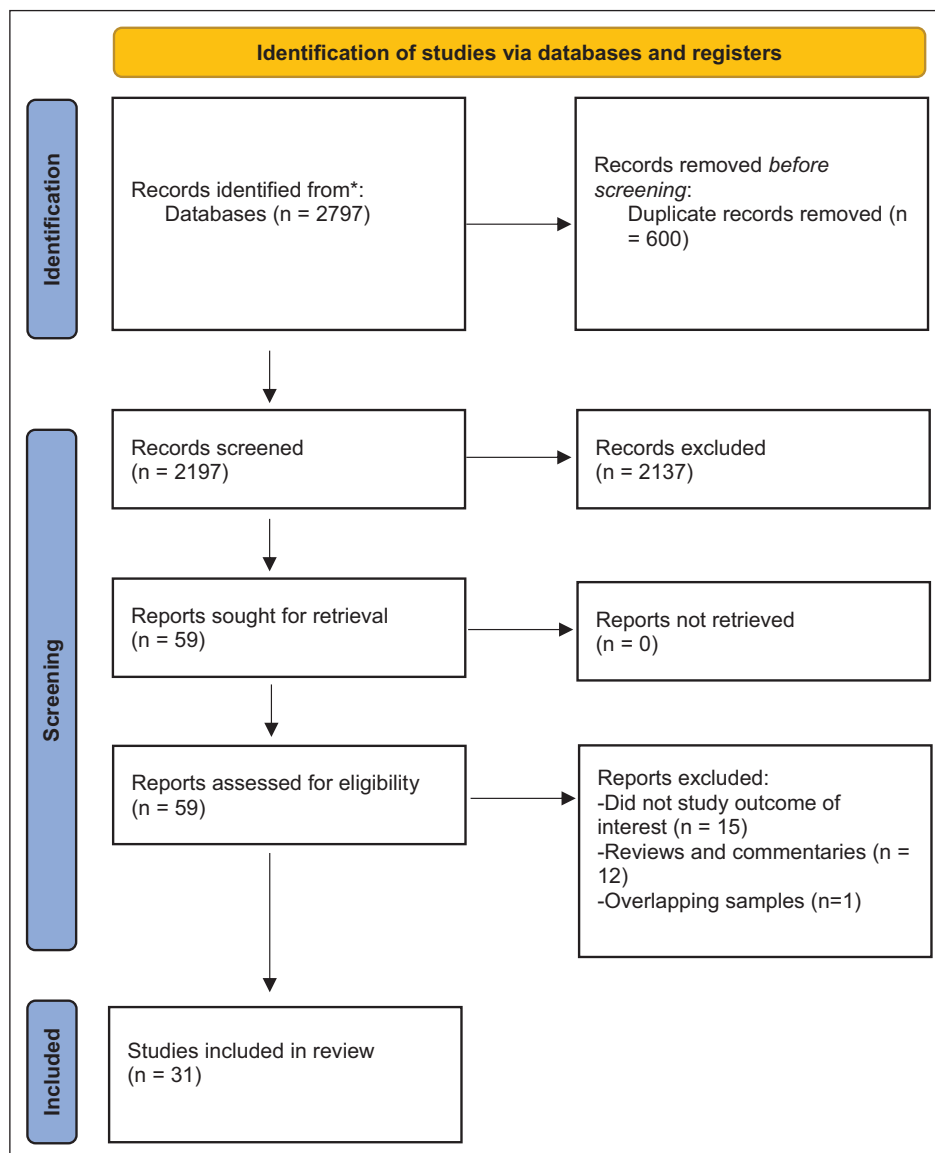 Identification of studies via databases and registers
Identification
Records identified from*:
Databases (n = 2797)
Records removed before
screening:
Duplicate records removed (n
= 600)
Screening
Records screened
(n = 2197)
Records excluded
(n = 2137)
Reports sought for retrieval
(n = 59)
Reports not retrieved
(n = 0)
Reports assessed for eligibility
(n = 59)
Reports excluded:
-Did not study outcome of
interest (n = 15)
-Reviews and commentaries (n =
12)
-Overlapping samples (n=1)
Included
Studies included in review
(n = 31)